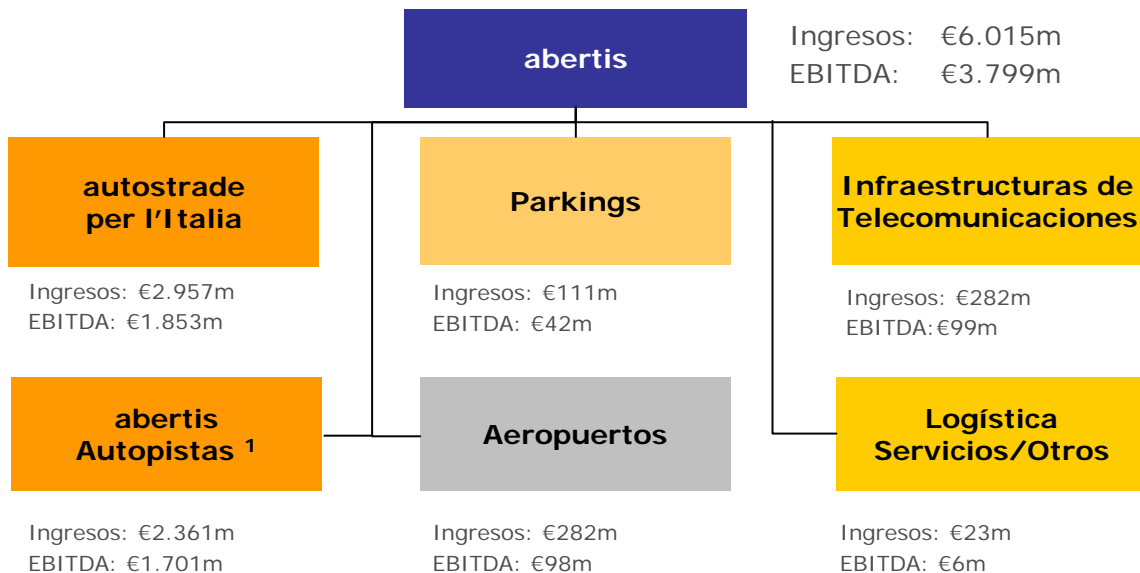 abertis
Ingresos: €6.015m
EBITDA: €3.799m
autostrade
per l'Italia
Ingresos: €2.957m
EBITDA: €1.853m
Parkings
Ingresos: €111m
EBITDA: €42m
Infraestructuras de
Telecomunicaciones
Ingresos: €282m
EBITDA:€99m
abertis
Autopistas ¹
Ingresos: €2.361m
EBITDA: €1.701m
Aeropuertos
Ingresos: €282m
EBITDA: €98m
Logística
Servicios/Otros
Ingresos: €23m
EBITDA: €6m